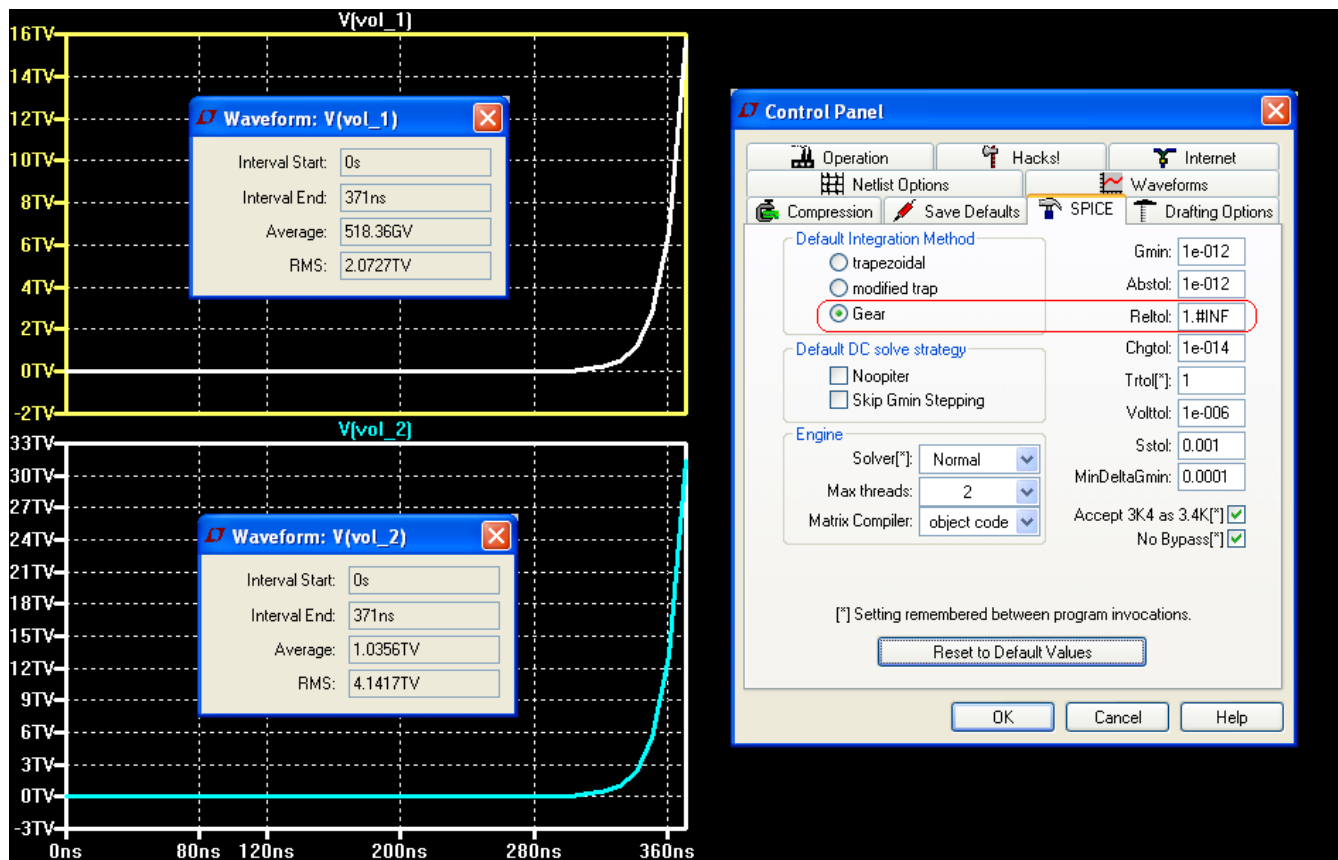 V(vol_1)
16TV
14TV
12TV
10TV
8TV
6TV
4TV
2TV
0TV
-2TV
Waveform: V(vol_1)
Interval Start: 0s
Interval End: 371ns
Average: 518.36GV
RMS: 2.0727TV
V(vol_2)
33TV
30TV
27TV
24TV
21TV
18TV
15TV
12TV
9TV
6TV
3TV
0TV
-3TV
Waveform: V(vol_2)
Interval Start: 0s
Interval End: 371ns
Average: 1.0356TV
RMS: 4.1417TV
0ns 80ns 120ns 200ns 280ns 360ns
Control Panel
Operation Hacks! Internet
Netlist Options Waveforms
Compression Save Defaults SPICE Drafting Options
Default Integration Method
trapezoidal
modified trap
Gear
Default DC solve strategy
Noopiter
Skip Gmin Stepping
Engine
Solver[*]: Normal
Max threads: 2
Matrix Compiler: object code
Gmin: 1e-012
Abstol: 1e-012
Reltol: 1.#INF
Chgtol: 1e-014
Trtol[*]: 1
Volttol: 1e-006
Sstol: 0.001
MinDeltaGmin: 0.0001
Accept 3K4 as 3.4K[*]
No Bypass[*]
[*] Setting remembered between program invocations.
Reset to Default Values
OK Cancel Help